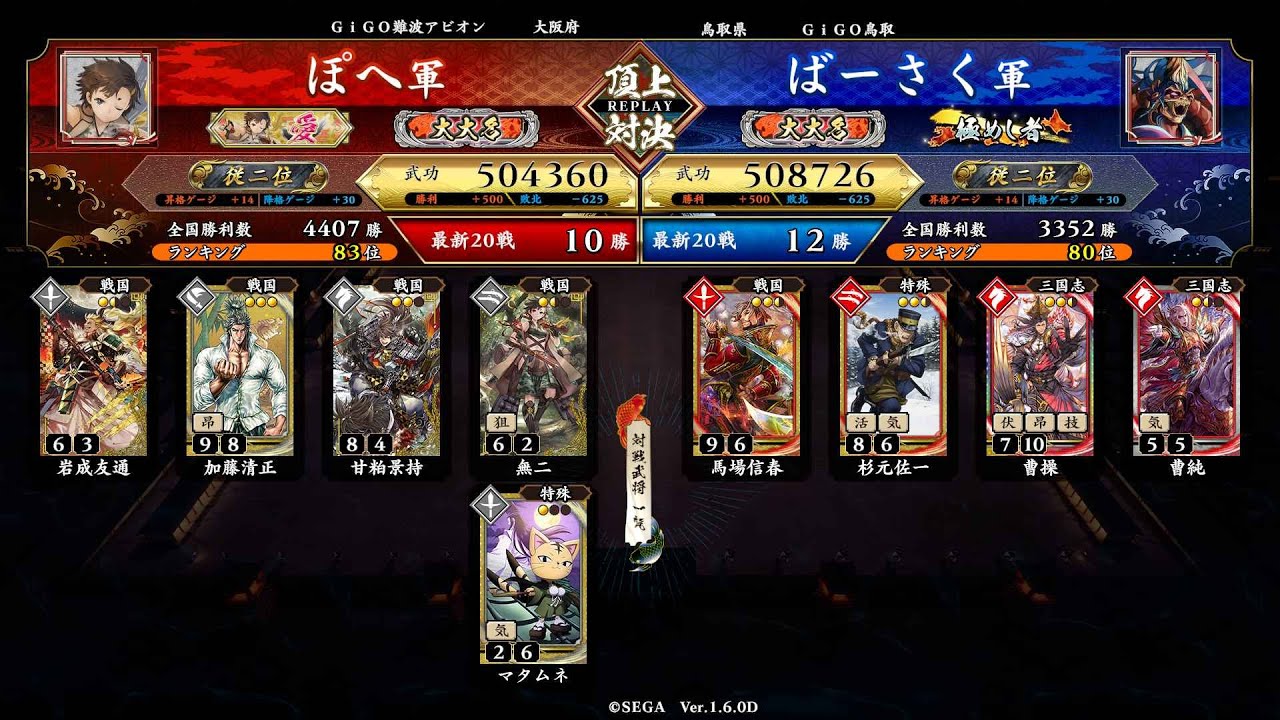 GiGO難波アビオン 大阪府
鳥取県 GiGO鳥取
ぽへ軍
頂上
REPLAY
対決
ばーさく軍
愛
大大名
大大名
極めし者
従二位
昇格ゲージ +14 降格ゲージ +30
武功 504360
勝利 +500 敗北 -625
武功 508726
勝利 +500 敗北 -625
従二位
昇格ゲージ +14 降格ゲージ +30
全国勝利数 4407勝
ランキング 83位
最新20戦 10勝
最新20戦 12勝
全国勝利数 3352勝
ランキング 80位
戦国
6 3
岩成友通
戦国
昂
9 8
加藤清正
戦国
8 4
甘粕景持
戦国
狙
6 2
無二
対戦武将一覧
戦国
9 6
馬場信春
特殊
活 気
8 6
杉元佐一
三国志
伏 昂 技
7 10
曹操
三国志
気
5 5
曹純
特殊
気
2 6
マタムネ
©SEGA Ver.1.6.0D